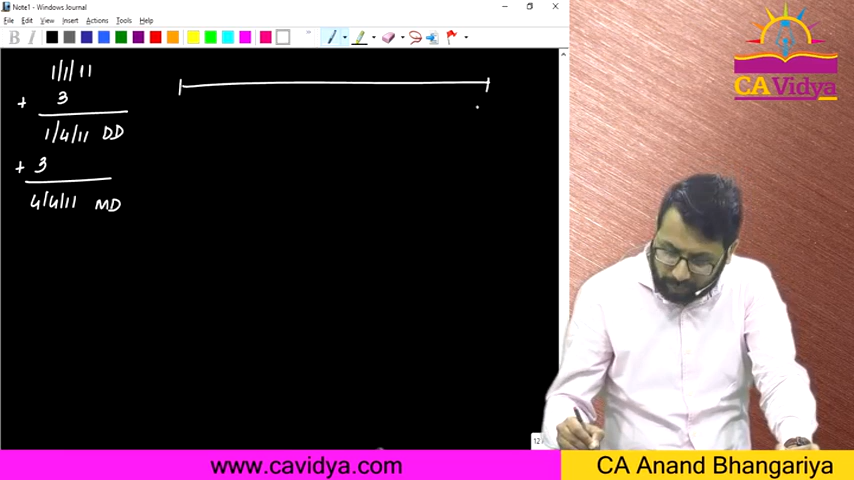 Note1 - Windows Journal
File Edit View Insert Actions Tools Help
B I
1/1/11
+ 3
1/4/11 DD
+ 3
4/4/11 MD
CA Vidya
www.cavidya.com
CA Anand Bhangariya